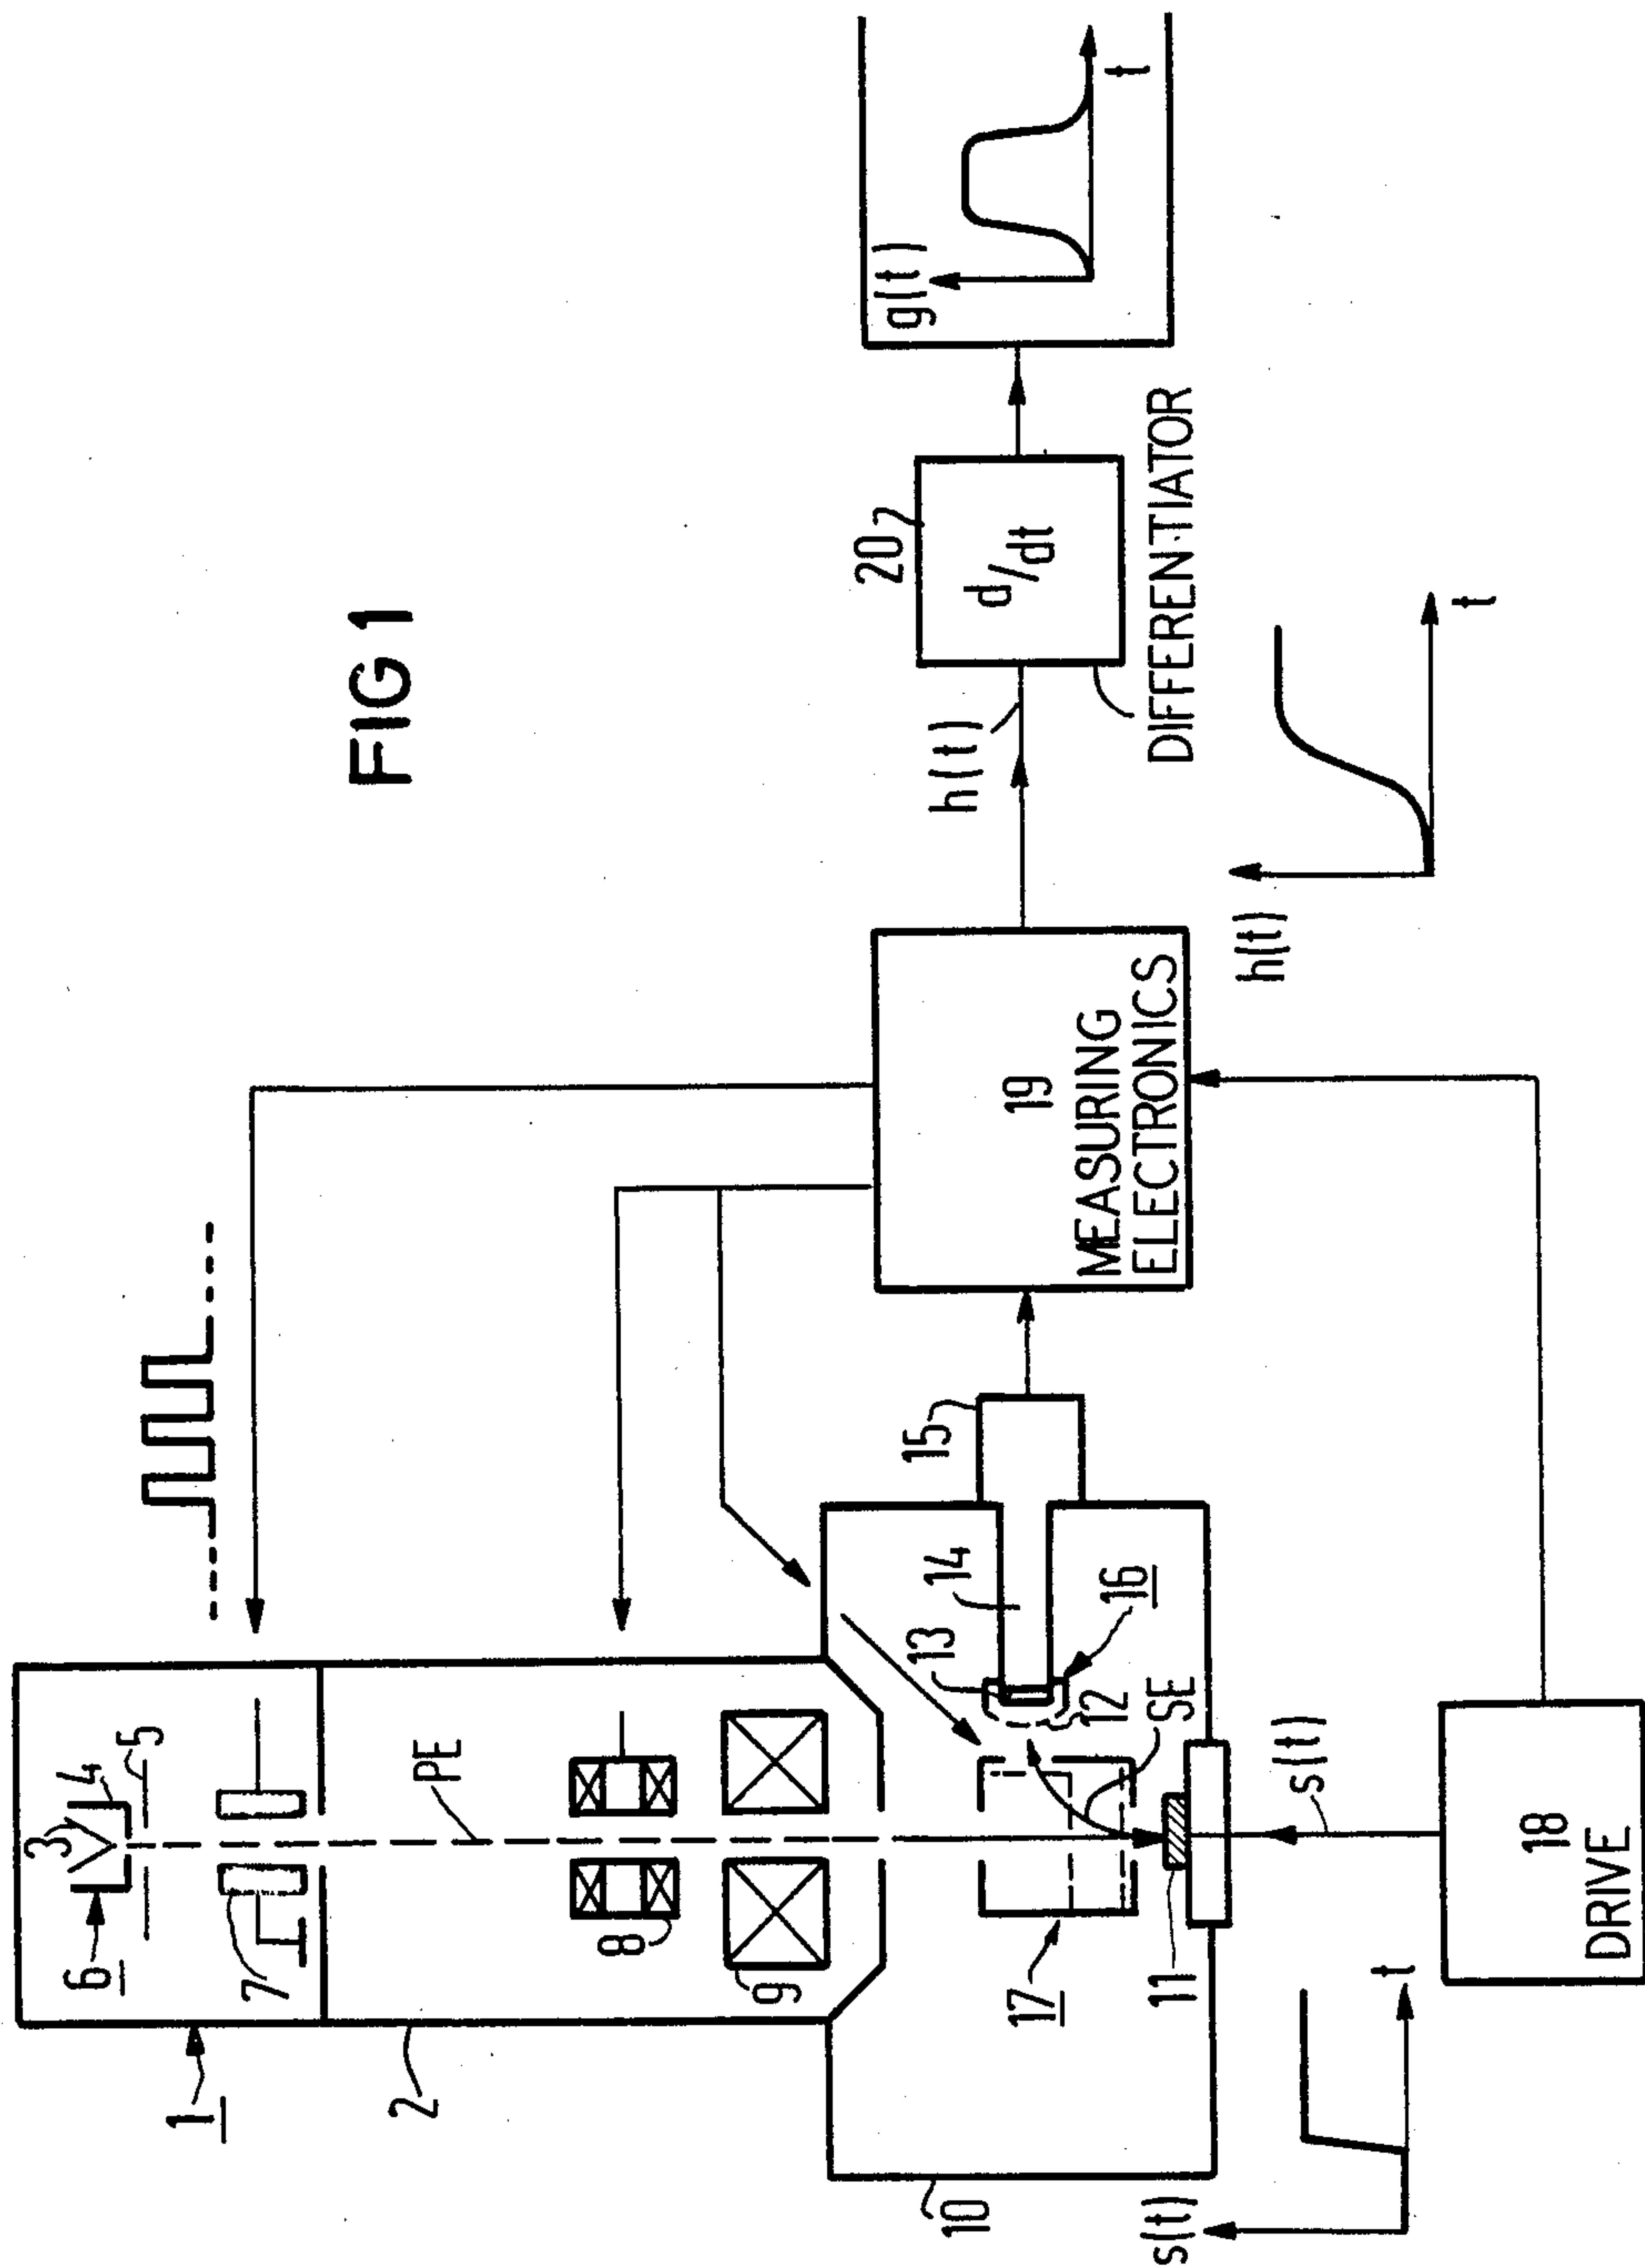 FIG 1
1
2
3
4
5
6
7
PE
8
9
10
11
12
13
14
15
16
17
SE
s(t)
t
s(t)
18
DRIVE
19
MEASURING
ELECTRONICS
h(t)
h(t)
t
20
d/dt
DIFFERENTIATOR
g(t)
t